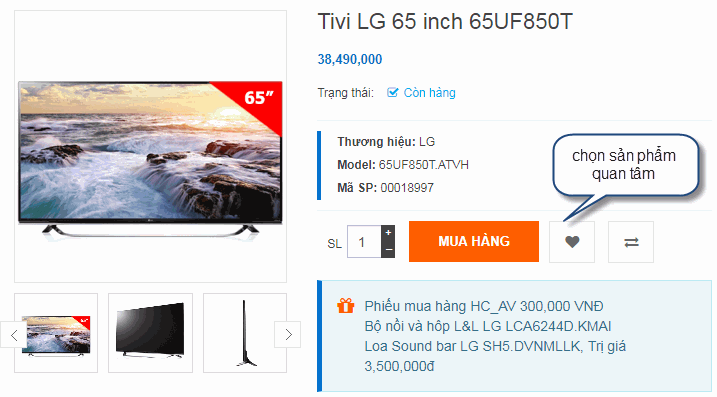 Tivi LG 65 inch 65UF850T
38,490,000
Trạng thái: Còn hàng
65"
Thương hiệu: LG
Model: 65UF850T.ATVH
Mã SP: 00018997
chọn sản phẩm
quan tâm
SL 1 + – MUA HÀNG
Phiếu mua hàng HC_AV 300,000 VNĐ
Bộ nồi và hôp L&L LG LCA6244D.KMAI
Loa Sound bar LG SH5.DVNMLLK, Trị giá
3,500,000đ